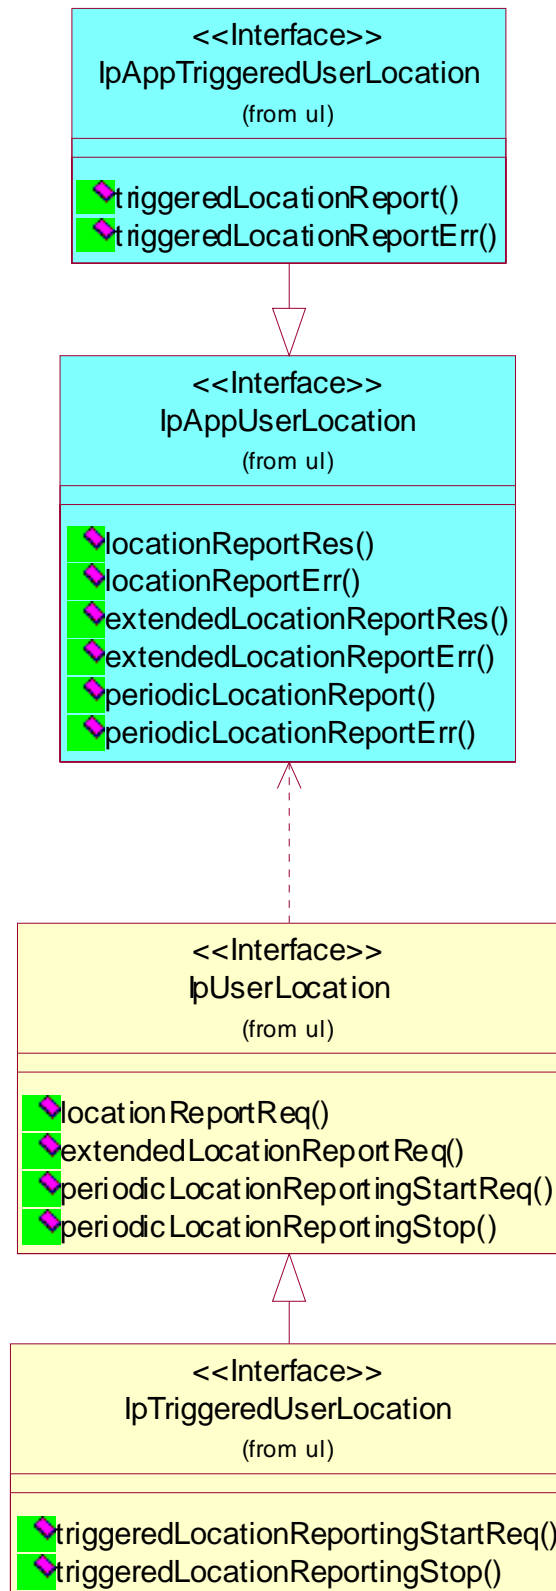 <<Interface>>
IpAppTriggeredUserLocation
(from ul)
triggeredLocationReport()
triggeredLocationReportErr()
<<Interface>>
IpAppUserLocation
(from ul)
locationReportRes()
locationReportErr()
extendedLocationReportRes()
extendedLocationReportErr()
periodicLocationReport()
periodicLocationReportErr()
<<Interface>>
IpUserLocation
(from ul)
locationReportReq()
extendedLocationReportReq()
periodicLocationReportingStartReq()
periodicLocationReportingStop()
<<Interface>>
IpTriggeredUserLocation
(from ul)
triggeredLocationReportingStartReq()
triggeredLocationReportingStop()